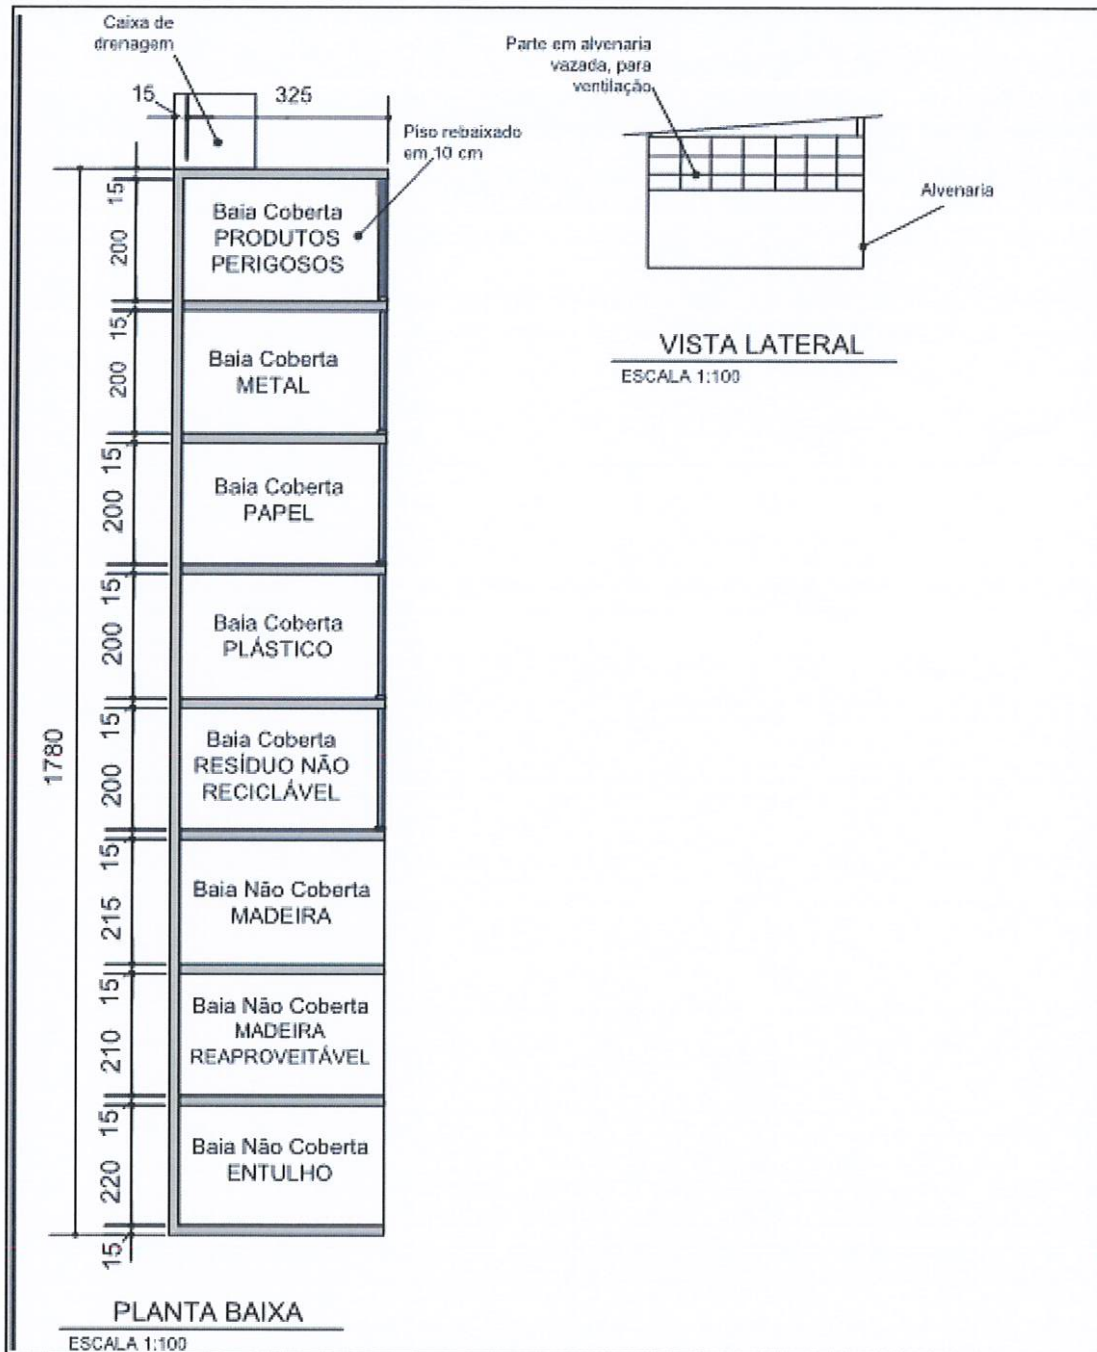 Caixa de
drenagem
15
325
Piso rebaixado
em 10 cm
15
200
Baia Coberta
PRODUTOS
PERIGOSOS
15
200
Baia Coberta
METAL
15
200
Baia Coberta
PAPEL
15
200
Baia Coberta
PLÁSTICO
1780
15
200
Baia Coberta
RESÍDUO NÃO
RECICLÁVEL
15
215
Baia Não Coberta
MADEIRA
15
210
Baia Não Coberta
MADEIRA
REAPROVEITÁVEL
15
220
Baia Não Coberta
ENTULHO
15
PLANTA BAIXA
ESCALA 1:100
Parte em alvenaria
vazada, para
ventilação
Alvenaria
VISTA LATERAL
ESCALA 1:100